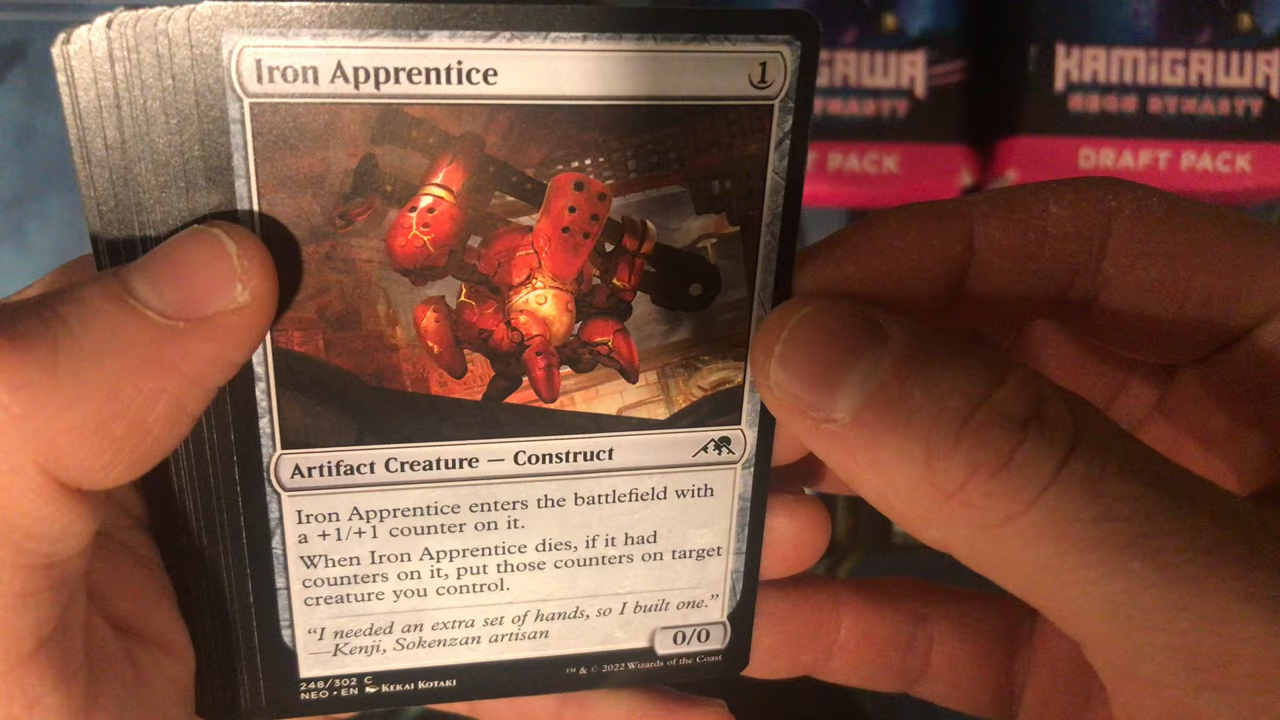 Iron Apprentice
1
Artifact Creature — Construct
Iron Apprentice enters the battlefield with
a +1/+1 counter on it.
When Iron Apprentice dies, if it had
counters on it, put those counters on target
creature you control.
“I needed an extra set of hands, so I built one.”
—Kenji, Sokenzan artisan
0/0
248/302 C
NEO • EN KEKAI KOTAKI
™ & © 2022 Wizards of the Coast
GAWA
DYNASTY
T PACK
KAMIGAWA
NEON DYNASTY
DRAFT PACK